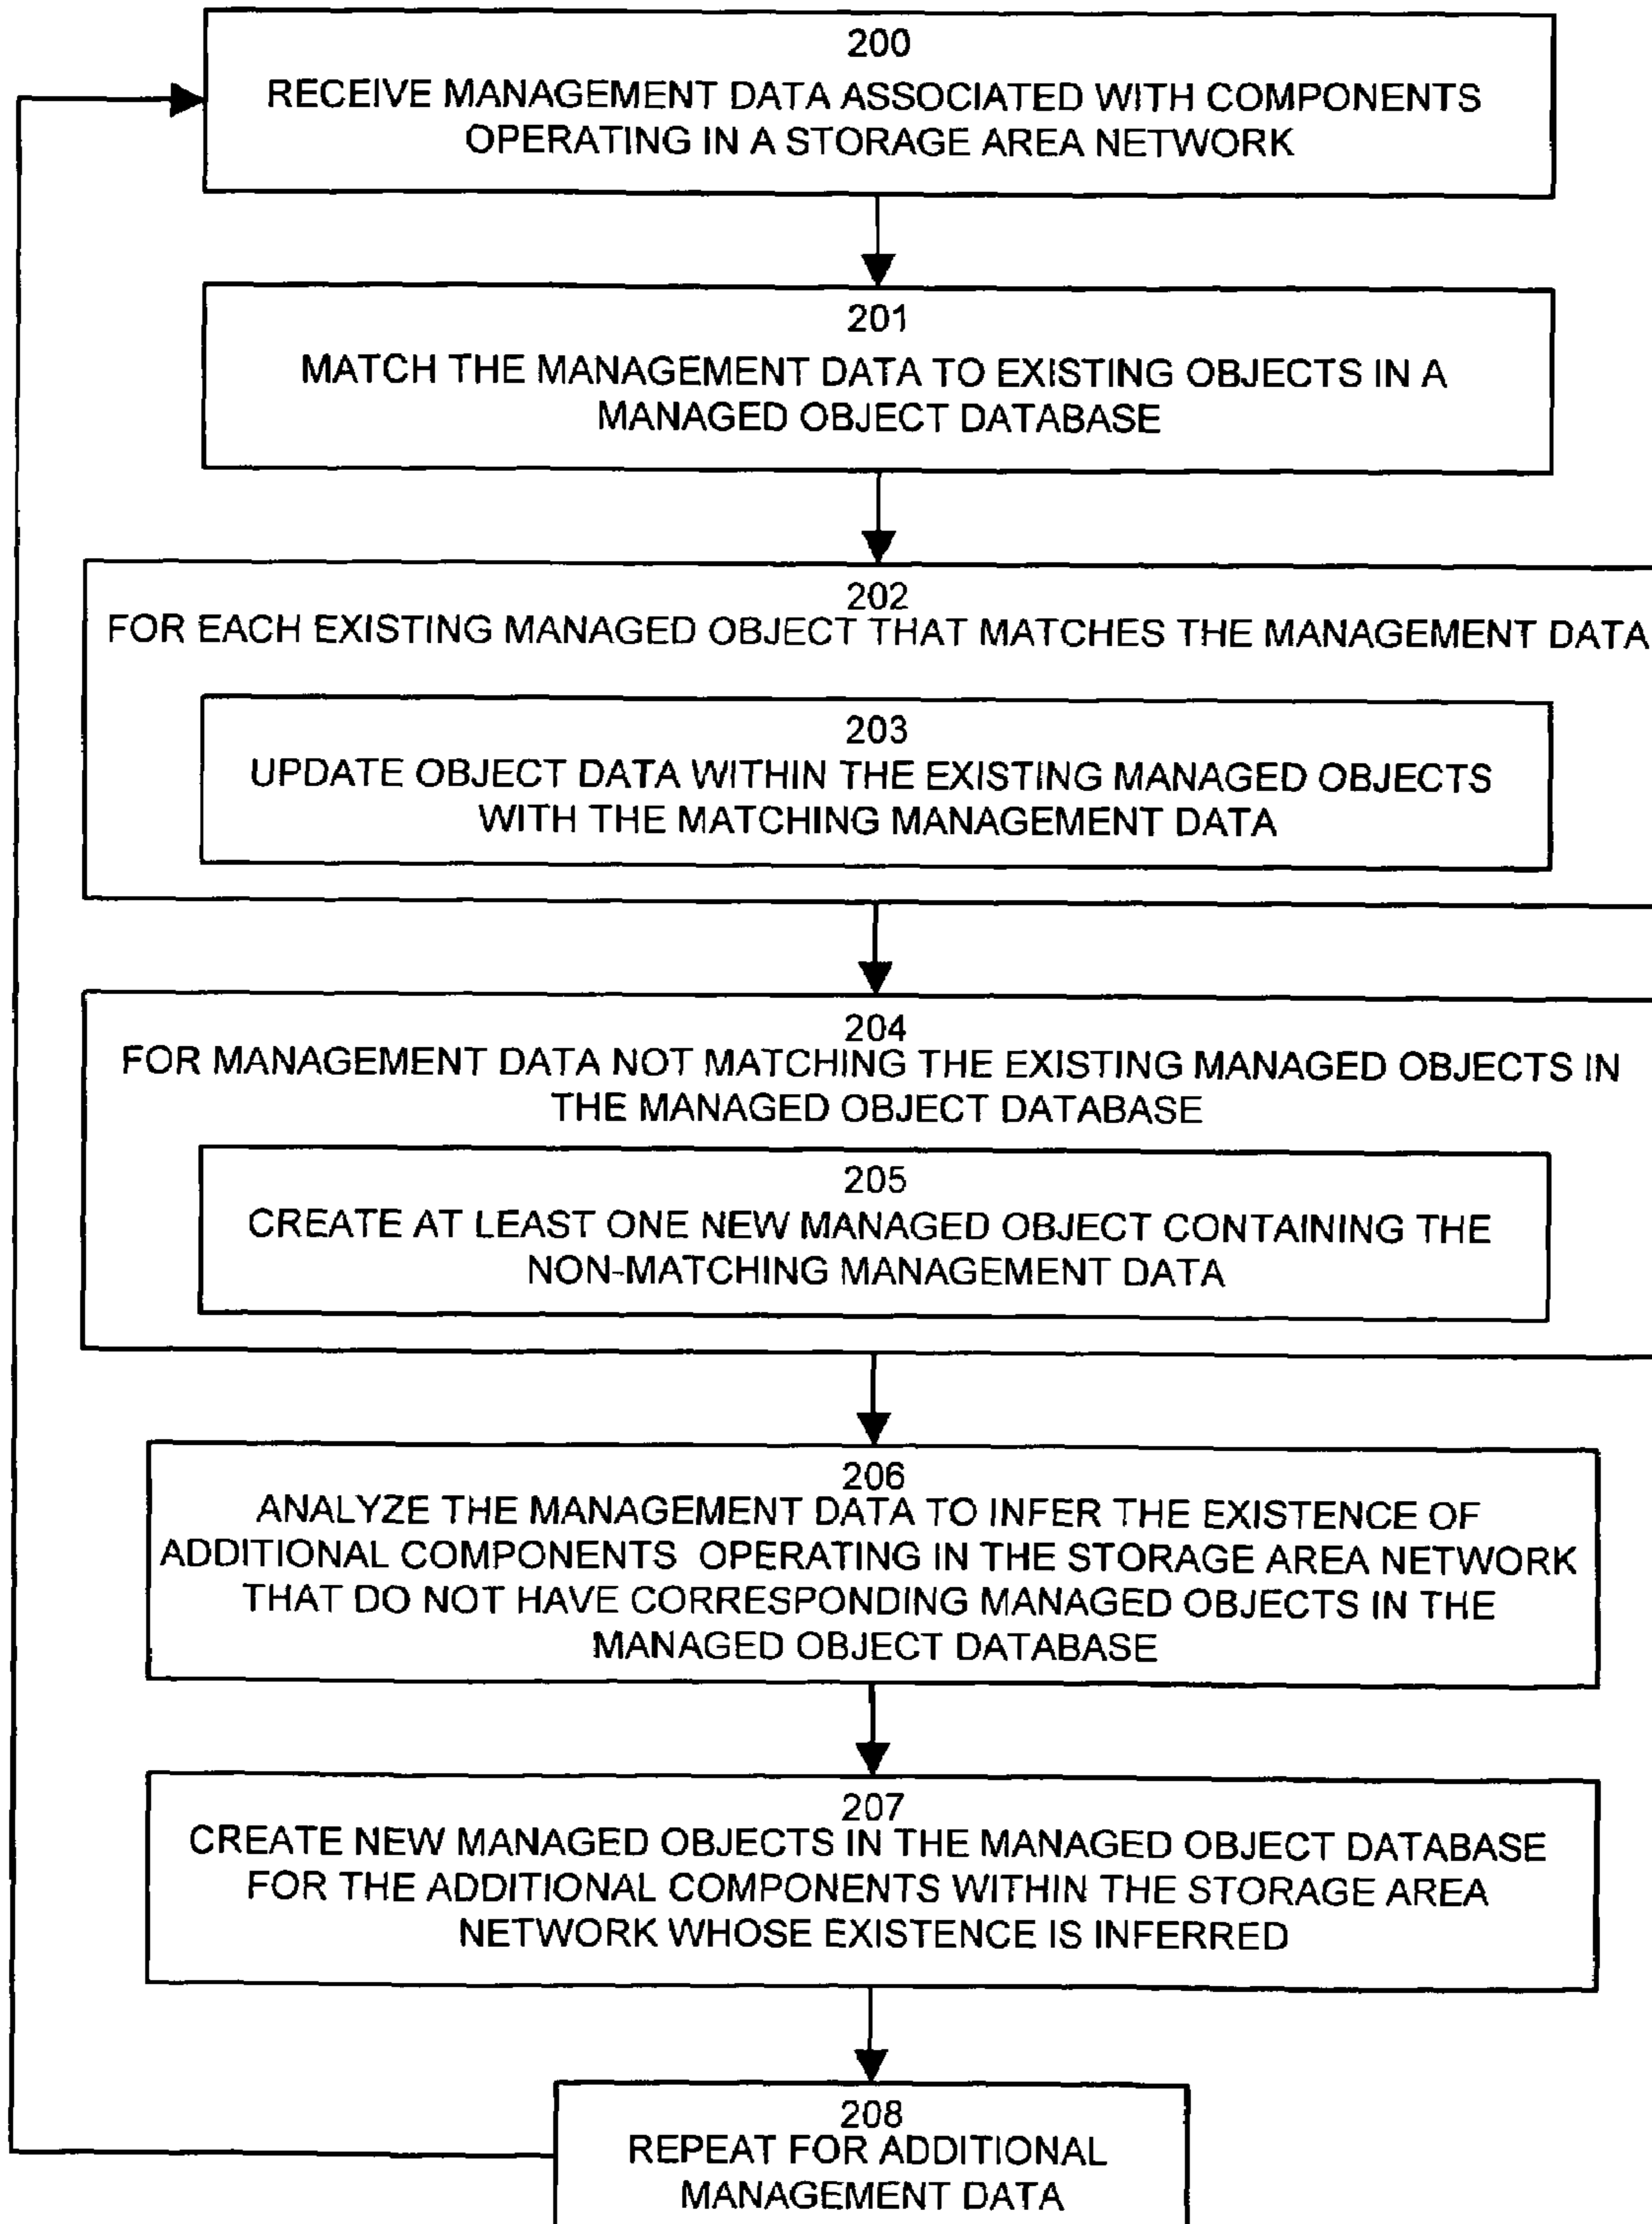 200
RECEIVE MANAGEMENT DATA ASSOCIATED WITH COMPONENTS
OPERATING IN A STORAGE AREA NETWORK
201
MATCH THE MANAGEMENT DATA TO EXISTING OBJECTS IN A
MANAGED OBJECT DATABASE
202
FOR EACH EXISTING MANAGED OBJECT THAT MATCHES THE MANAGEMENT DATA
203
UPDATE OBJECT DATA WITHIN THE EXISTING MANAGED OBJECTS
WITH THE MATCHING MANAGEMENT DATA
204
FOR MANAGEMENT DATA NOT MATCHING THE EXISTING MANAGED OBJECTS IN
THE MANAGED OBJECT DATABASE
205
CREATE AT LEAST ONE NEW MANAGED OBJECT CONTAINING THE
NON-MATCHING MANAGEMENT DATA
206
ANALYZE THE MANAGEMENT DATA TO INFER THE EXISTENCE OF
ADDITIONAL COMPONENTS OPERATING IN THE STORAGE AREA NETWORK
THAT DO NOT HAVE CORRESPONDING MANAGED OBJECTS IN THE
MANAGED OBJECT DATABASE
207
CREATE NEW MANAGED OBJECTS IN THE MANAGED OBJECT DATABASE
FOR THE ADDITIONAL COMPONENTS WITHIN THE STORAGE AREA
NETWORK WHOSE EXISTENCE IS INFERRED
208
REPEAT FOR ADDITIONAL
MANAGEMENT DATA